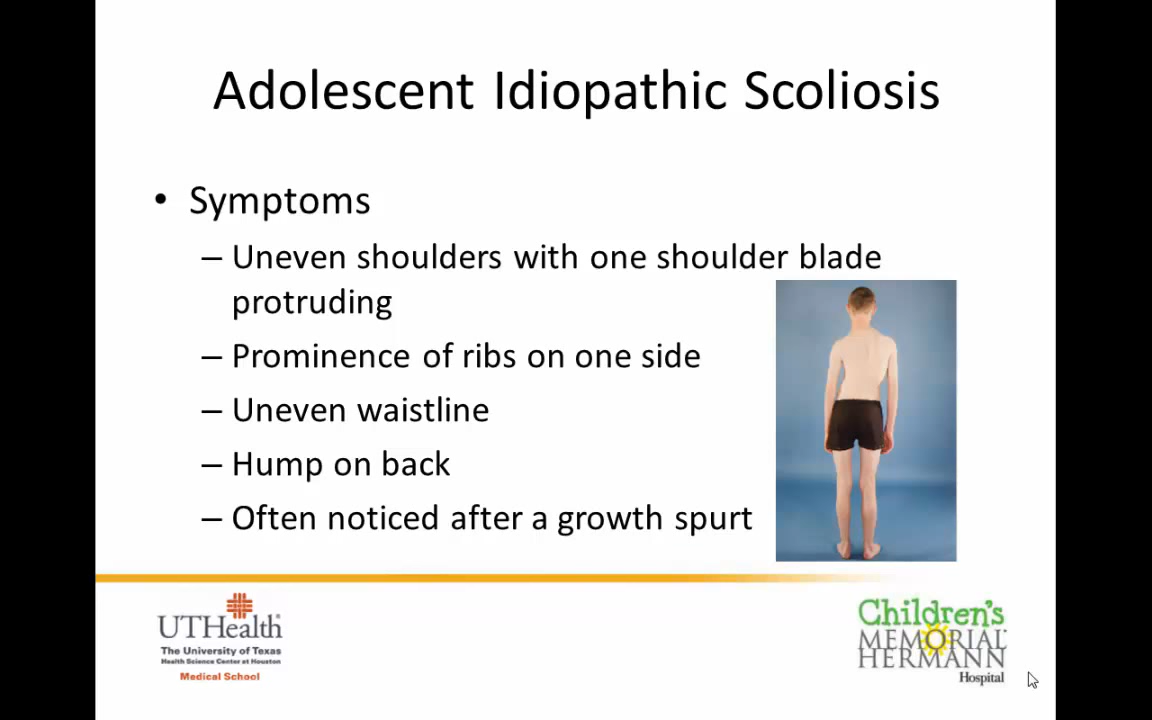 Adolescent Idiopathic Scoliosis
• Symptoms
– Uneven shoulders with one shoulder blade
protruding
– Prominence of ribs on one side
– Uneven waistline
– Hump on back
– Often noticed after a growth spurt
UTHealth
The University of Texas
Health Science Center at Houston
Medical School
Children's
MEMORIAL
HERMANN
Hospital